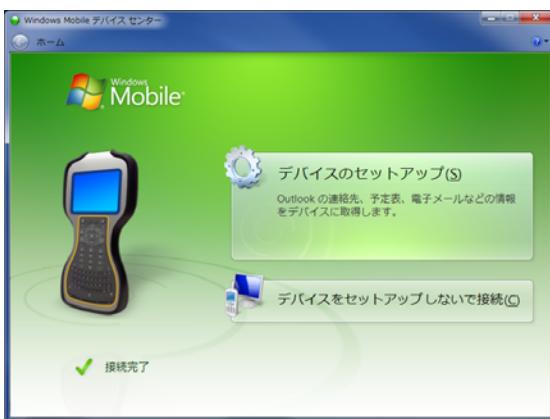 Windows Mobile デバイス センター
ホーム
Windows
Mobile
デバイスのセットアップ(S)
Outlook の連絡先、予定表、電子メールなどの情報
をデバイスに取得します。
デバイスをセットアップしないで接続(C)
接続完了